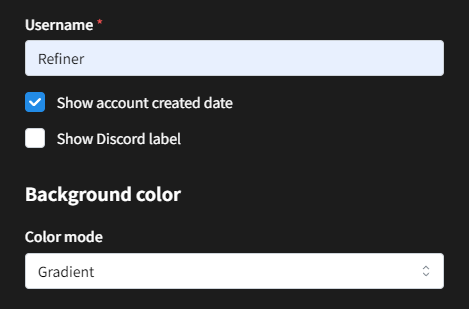 Username *
Refiner
Show account created date
Show Discord label
Background color
Color mode
Gradient